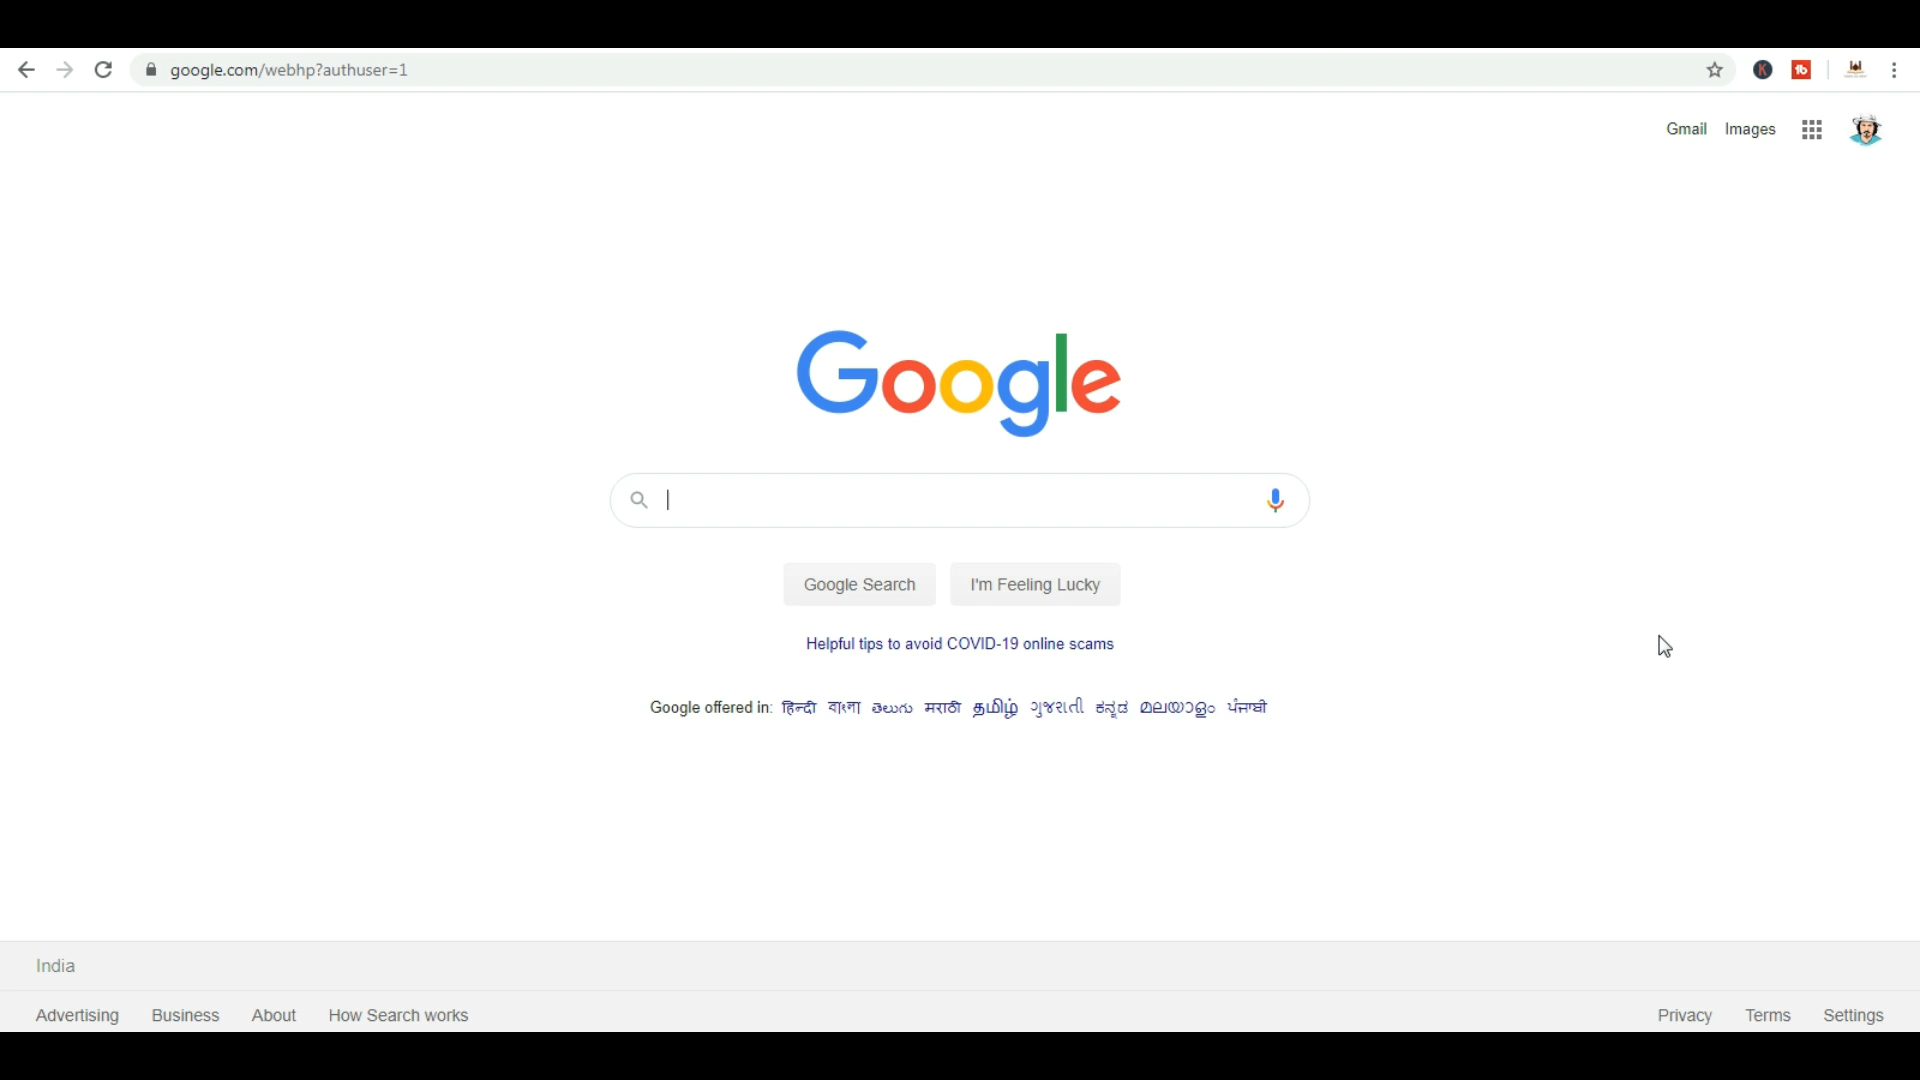 google.com/webhp?authuser=1
K
tb
Gmail Images
Google
Google Search I'm Feeling Lucky
Helpful tips to avoid COVID-19 online scams
Google offered in: हिन्दी বাংলা తెలుగు मराठी தமிழ் ગુજરાતી ಕನ್ನಡ മലയാളം ਪੰਜਾਬੀ
India
Advertising Business About How Search works Privacy Terms Settings